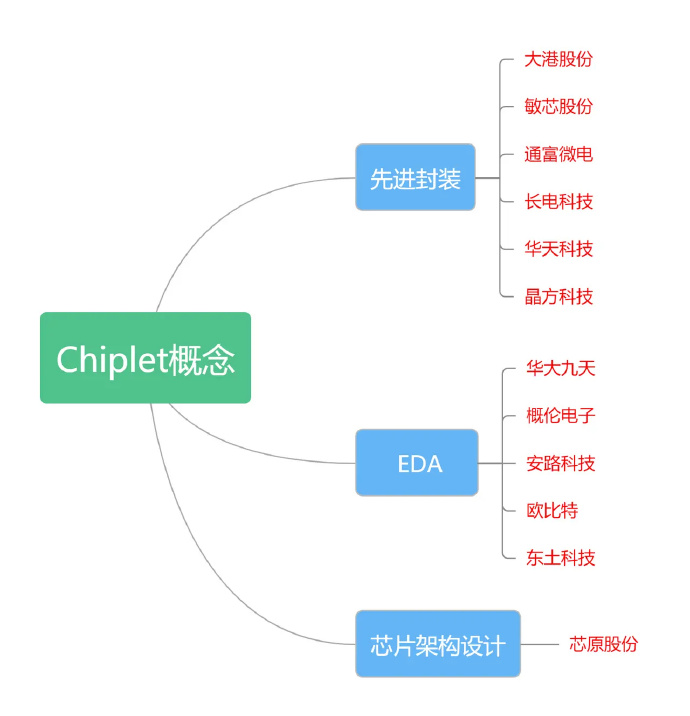 Chiplet概念
先进封装
大港股份
敏芯股份
通富微电
长电科技
华天科技
晶方科技
EDA
华大九天
概伦电子
安路科技
欧比特
东土科技
芯片架构设计
芯原股份